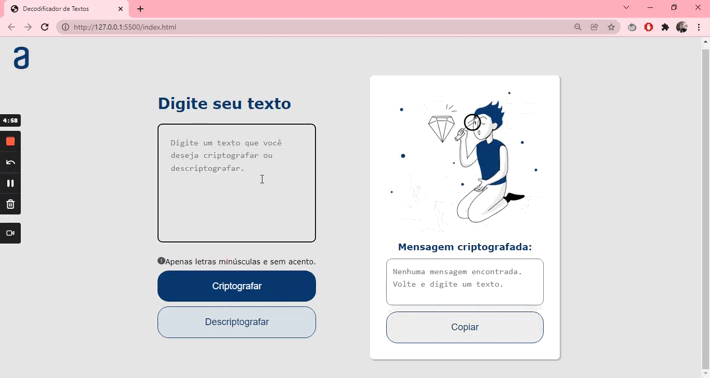 Decodificador de Textos
http://127.0.0.1:5500/index.html
a
4:58
Digite seu texto
Digite um texto que você
deseja criptografar ou
descriptografar.
Apenas letras minúsculas e sem acento.
Criptografar
Descriptografar
Mensagem criptografada:
Nenhuma mensagem encontrada.
Volte e digite um texto.
Copiar